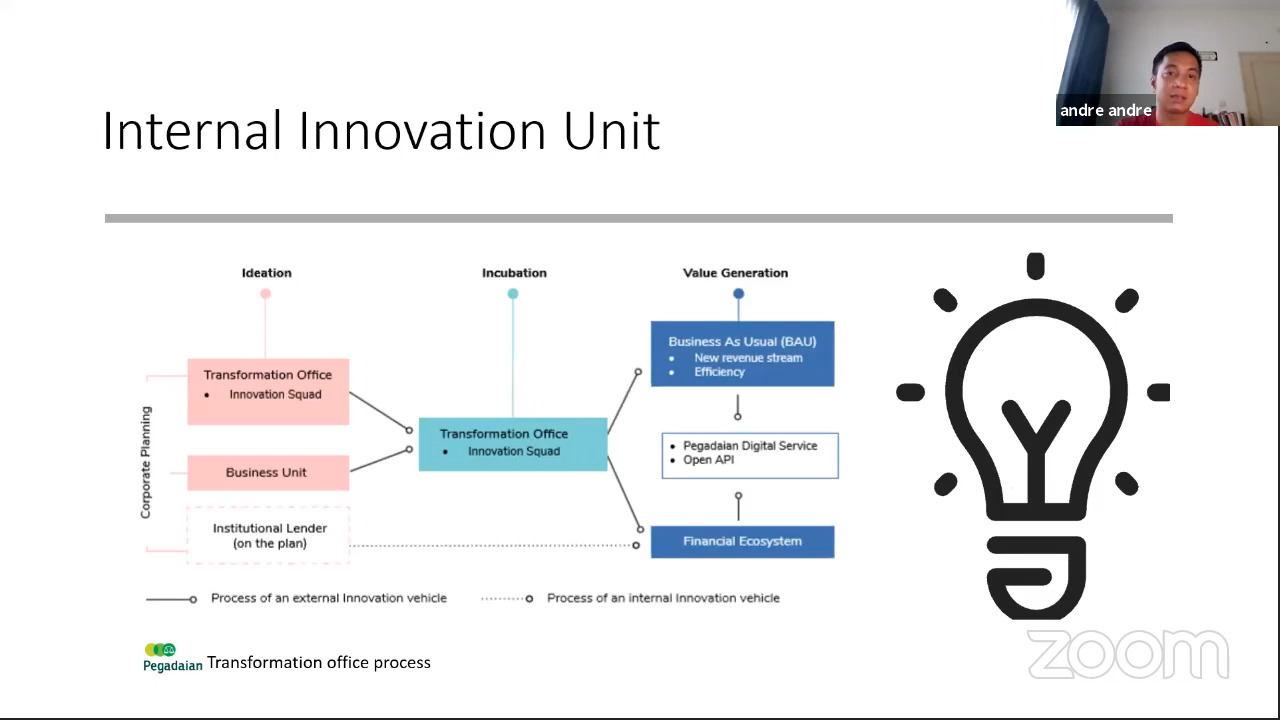 andre andre
Internal Innovation Unit
Ideation
Incubation
Value Generation
Corporate Planning
Transformation Office
• Innovation Squad
Business Unit
Institutional Lender
(on the plan)
Transformation Office
• Innovation Squad
Business As Usual (BAU)
• New revenue stream
• Efficiency
• Pegadaian Digital Service
• Open API
Financial Ecosystem
Process of an external Innovation vehicle
Process of an internal Innovation vehicle
Pegadaian Transformation office process
zoom